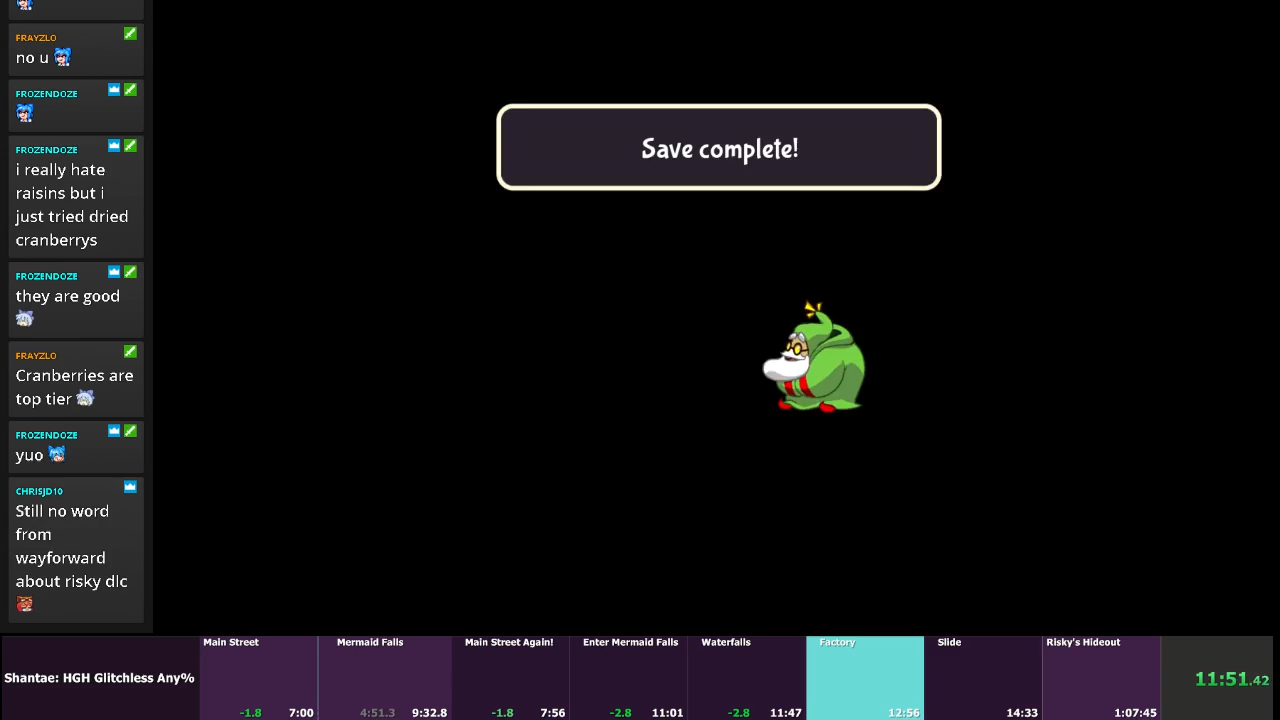 FRAYZLO
no u
FROZENDOZE
FROZENDOZE
i really hate
raisins but i
just tried dried
cranberrys
FROZENDOZE
they are good
FRAYZLO
Cranberries are
top tier
FROZENDOZE
yuo
CHRISJD10
Still no word
from
wayforward
about risky dlc
Save complete!
Shantae: HGH Glitchless Any%
Main Street
-1.8 7:00
Mermaid Falls
4:51.3 9:32.8
Main Street Again!
-1.8 7:56
Enter Mermaid Falls
-2.8 11:01
Waterfalls
-2.8 11:47
Factory
12:56
Slide
14:33
Risky's Hideout
1:07:45
11:51.42